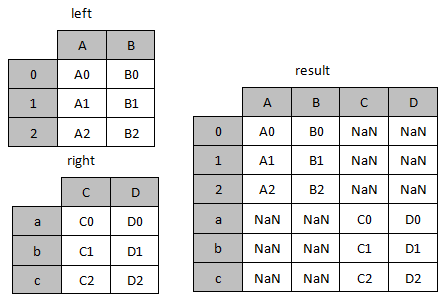 left
A B
0 A0 B0
1 A1 B1
2 A2 B2
right
C D
a C0 D0
b C1 D1
c C2 D2
result
A B C D
0 A0 B0 NaN NaN
1 A1 B1 NaN NaN
2 A2 B2 NaN NaN
a NaN NaN C0 D0
b NaN NaN C1 D1
c NaN NaN C2 D2